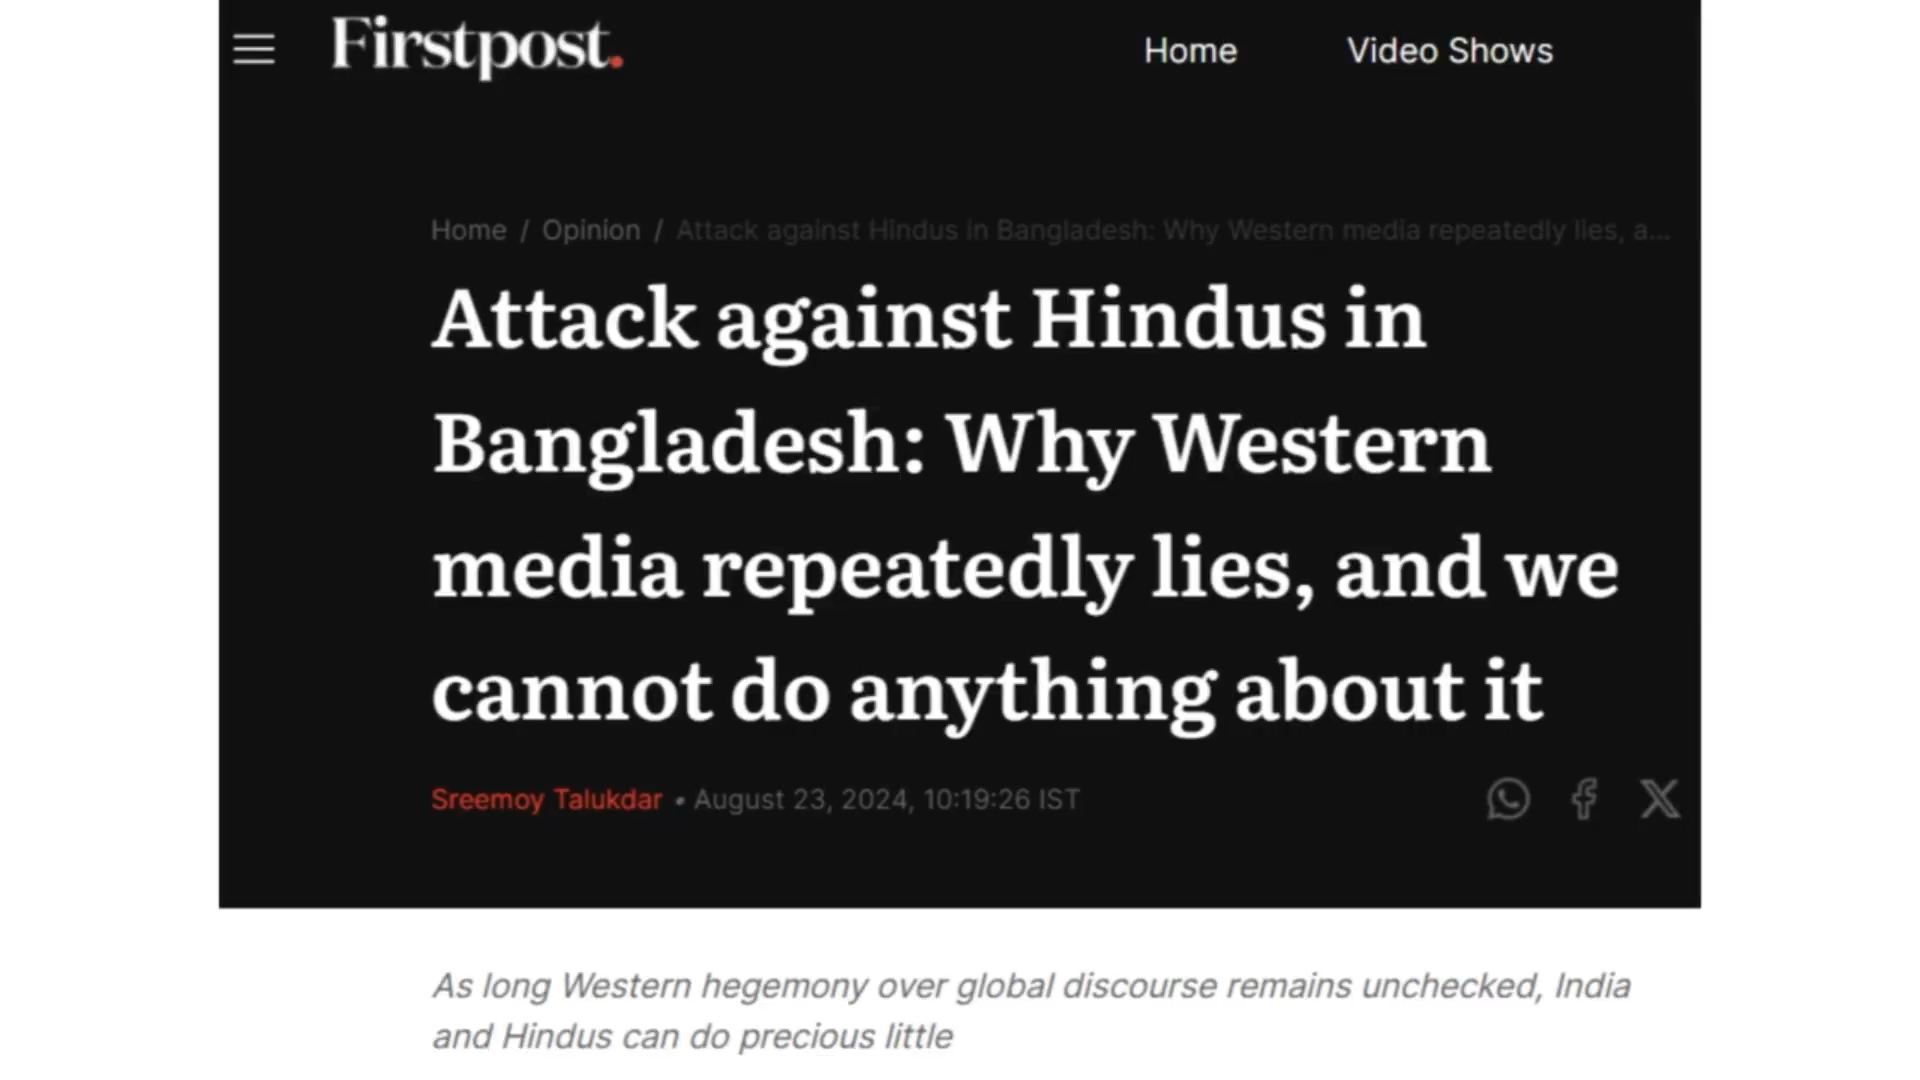 Firstpost.
Home
Video Shows
Home / Opinion / Attack against Hindus in Bangladesh: Why Western media repeatedly lies, a...
Attack against Hindus in
Bangladesh: Why Western
media repeatedly lies, and we
cannot do anything about it
Sreemoy Talukdar • August 23, 2024, 10:19:26 IST
As long Western hegemony over global discourse remains unchecked, India
and Hindus can do precious little